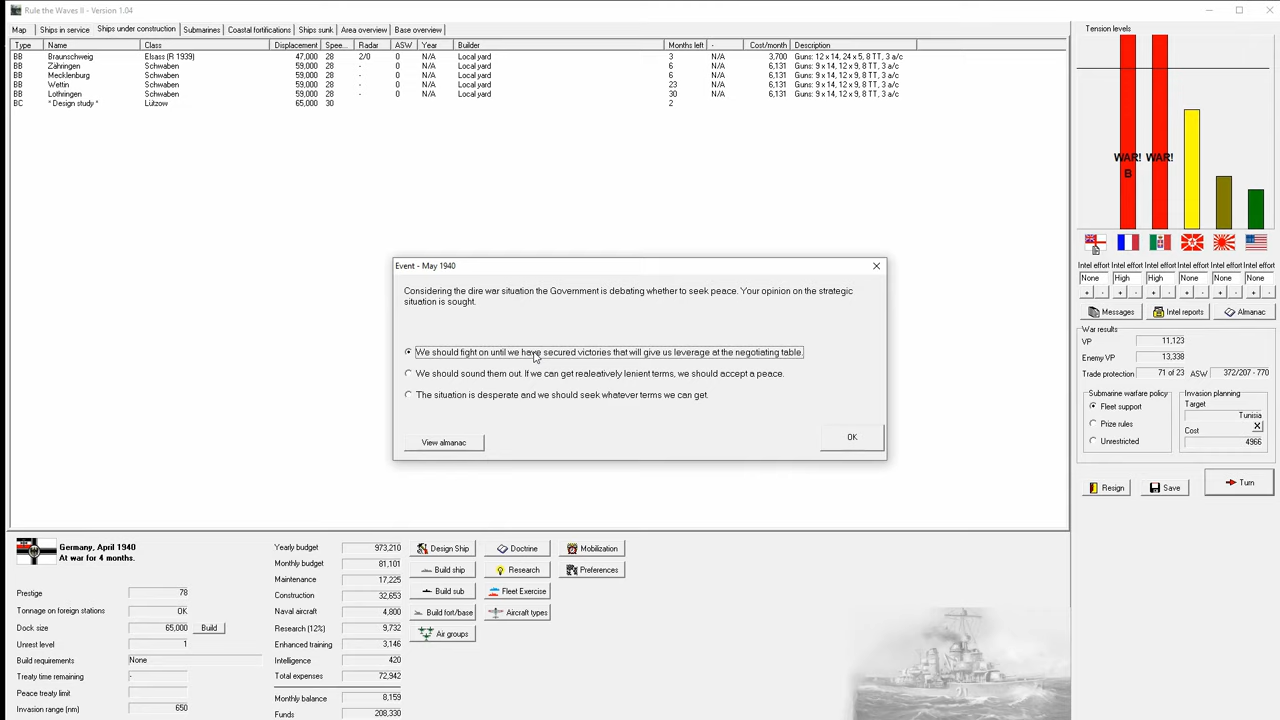 Rule the Waves II - Version 1.04
Map Ships in service Ships under construction Submarines Coastal fortifications Ships sunk Area overview Base overview
Type Name Class Displacement Spee... Radar ASW Year Builder Months left - Cost/month Description
BB Braunschweig Elsass (R 1939) 47,000 28 2/0 0 N/A Local yard 3 N/A 3,700 Guns: 12 x 14, 24 x 5, 8 TT, 3 a/c
BB Zähringen Schwaben 59,000 28 - 0 N/A Local yard 6 N/A 6,131 Guns: 9 x 14, 12 x 9, 8 TT, 3 a/c
BB Mecklenburg Schwaben 59,000 28 - 0 N/A Local yard 6 N/A 6,131 Guns: 9 x 14, 12 x 9, 8 TT, 3 a/c
BB Wettin Schwaben 59,000 28 - 0 N/A Local yard 23 N/A 6,131 Guns: 9 x 14, 12 x 9, 8 TT, 3 a/c
BB Lothringen Schwaben 59,000 28 - 0 N/A Local yard 30 N/A 6,131 Guns: 9 x 14, 12 x 9, 8 TT, 3 a/c
BC * Design study * Lützow 65,000 30 2
Tension levels
WAR! WAR!
B
Intel effort Intel effort Intel effort Intel effort Intel effort Intel effort
None High High None None None
+ - + - + - + - + - + -
Messages Intel reports Almanac
War results
VP 11,123
Enemy VP 13,338
Trade protection 71 of 23 ASW 372/207 - 770
Submarine warfare policy
Fleet support
Prize rules
Unrestricted
Invasion planning
Target
Tunisia
Cost X
4966
Resign Save Turn
Event - May 1940
Considering the dire war situation the Government is debating whether to seek peace. Your opinion on the strategic
situation is sought.
We should fight on until we have secured victories that will give us leverage at the negotiating table.
We should sound them out. If we can get realeatively lenient terms, we should accept a peace.
The situation is desperate and we should seek whatever terms we can get.
View almanac OK
Germany, April 1940
At war for 4 months.
Prestige 78
Tonnage on foreign stations OK
Dock size 65,000 Build
Unrest level 1
Build requirements None
Treaty time remaining -
Peace treaty limit
Invasion range (nm) 650
Yearly budget 973,210
Monthly budget 81,101
Maintenance 17,225
Construction 32,653
Naval aircraft 4,800
Research (12%) 9,732
Enhanced training 3,146
Intelligence 420
Total expenses 72,942
Monthly balance 8,159
Funds 208,330
Design Ship Doctrine Mobilization
Build ship Research Preferences
Build sub Fleet Exercise
Build fort/base Aircraft types
Air groups